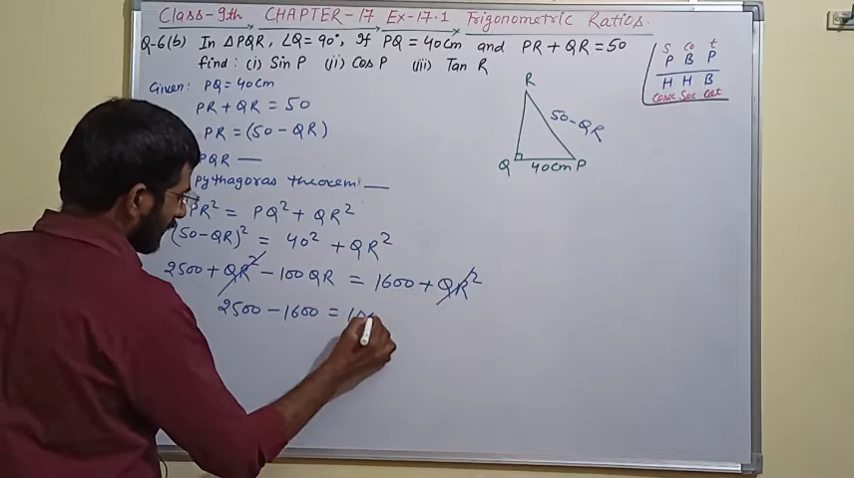 Class-9th CHAPTER-17 Ex-17.1 Trigonometric Ratios.
Q-6(b) In ΔPQR, ∠Q=90°, If PQ=40cm and PR+QR=50
find: (i) Sin P (ii) Cos P (iii) Tan R
Given: PQ=40cm
PR+QR=50
PR=(50-QR)
PQR —
Pythagoras theorem —
PR²=PQ²+QR²
(50-QR)²=40²+QR²
2500+QR²-100QR=1600+QR²
2500-1600=10
R
50-QR
Q 40cm P
S Co t
P B P
H H B
Cosec Sec Cot